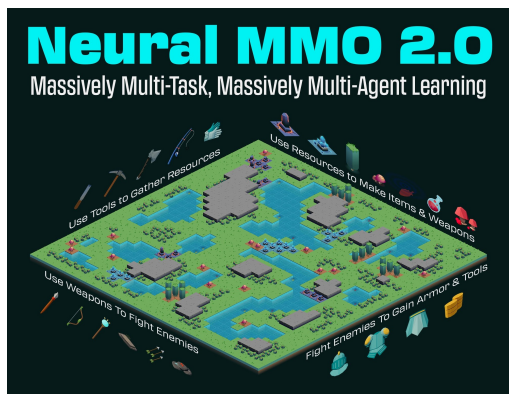 Neural MMO 2.0
Massively Multi-Task, Massively Multi-Agent Learning
Use Tools to Gather Resources
Use Resources to Make Items & Weapons
Use Weapons To Fight Enemies
Fight Enemies To Gain Armor & Tools